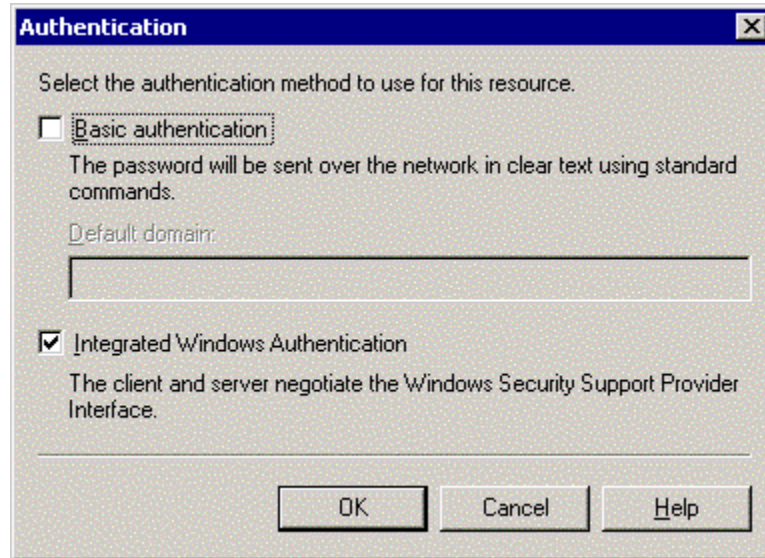 Authentication
Select the authentication method to use for this resource.
Basic authentication
The password will be sent over the network in clear text using standard
commands.
Default domain:
Integrated Windows Authentication
The client and server negotiate the Windows Security Support Provider
Interface.
OK Cancel Help